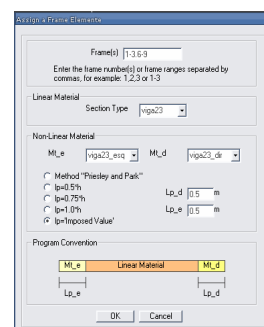 Assign a Frame Elemente
Frame(s) 1-3.6-9
Enter the frame number(s) or frame ranges separated by
commas, for example: 1,2,3 or 1-3
Linear Material
Section Type viga23
Non-Linear Material
Mt_e viga23_esq Mt_d viga23_dir
Method "Priesley and Park"
lp=0.5*h
lp=0.75*h
lp=1.0*h
lp='Imposed Value'
Lp_d 0.5 m
Lp_e 0.5 m
Program Convention
Mt_e Linear Material Mt_d
Lp_e Lp_d
OK Cancel